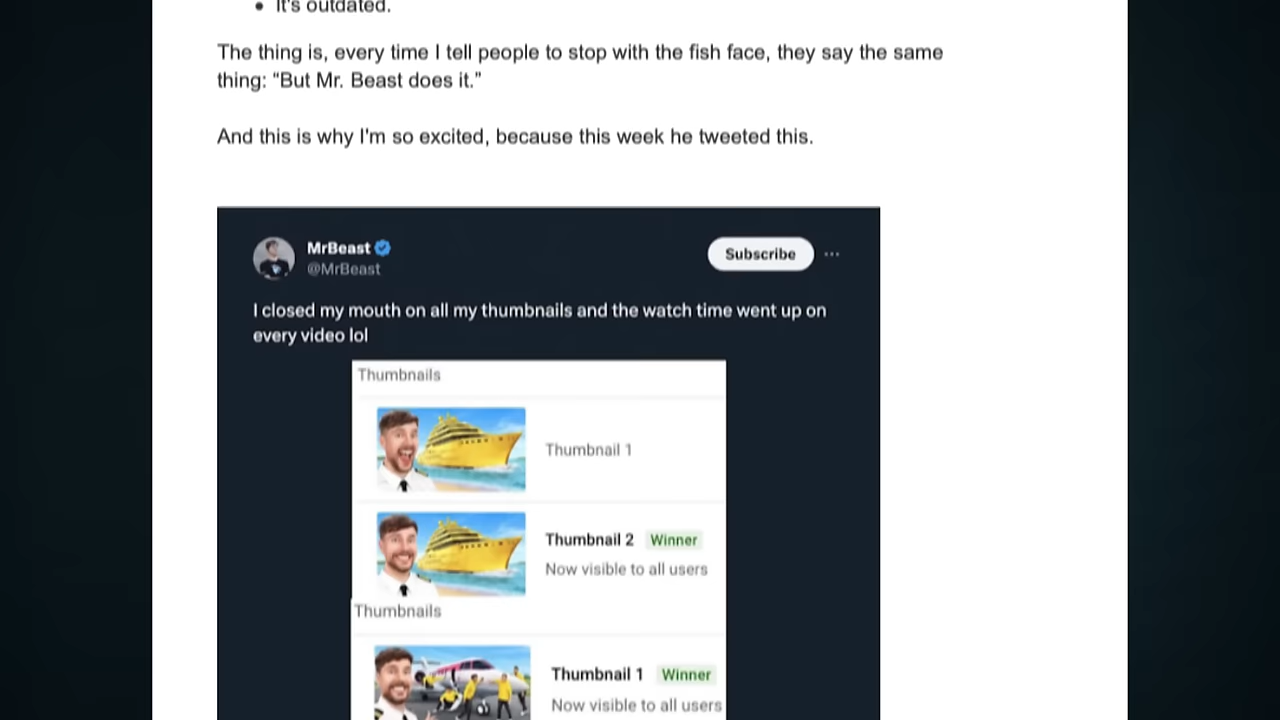 • It's outdated.
The thing is, every time I tell people to stop with the fish face, they say the same
thing: "But Mr. Beast does it."
And this is why I'm so excited, because this week he tweeted this.
MrBeast
@MrBeast
Subscribe
I closed my mouth on all my thumbnails and the watch time went up on
every video lol
Thumbnails
Thumbnail 1
Thumbnail 2 Winner
Now visible to all users
Thumbnails
Thumbnail 1 Winner
Now visible to all users